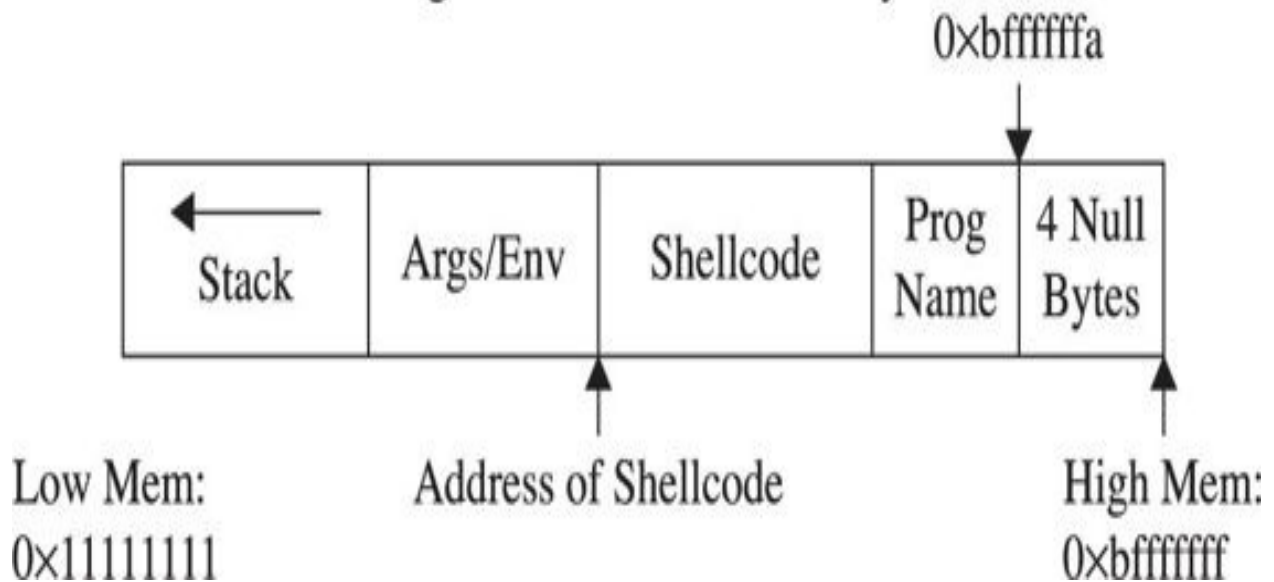 0×bffffffa
Stack
Args/Env
Shellcode
Prog
Name
4 Null
Bytes
Low Mem:
0×11111111
Address of Shellcode
High Mem:
0×bfffffff